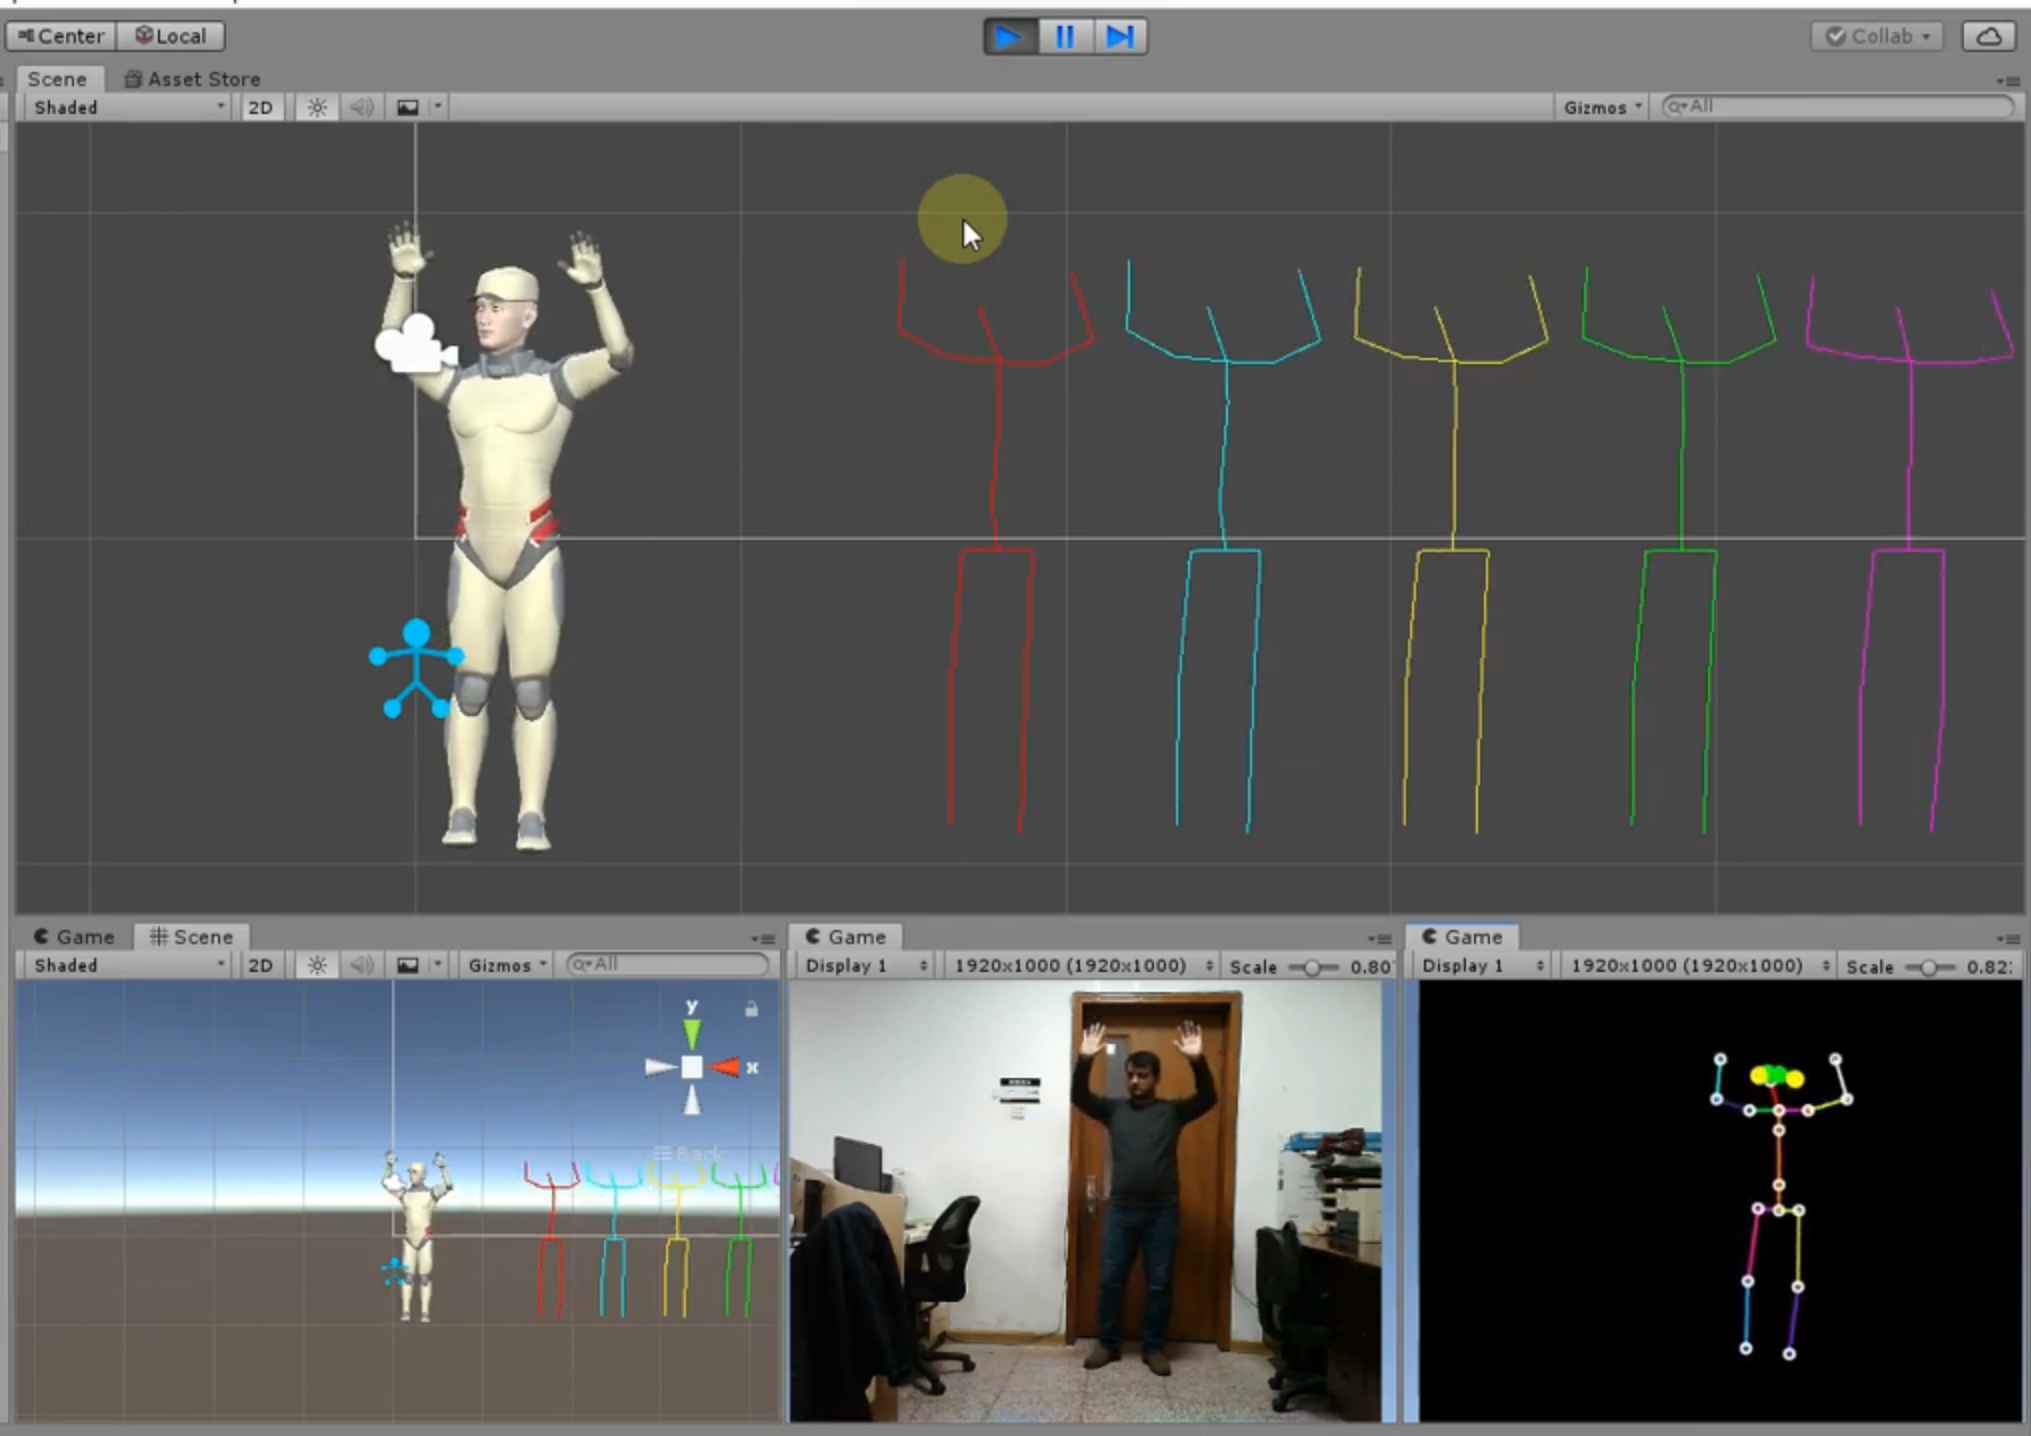 Center Local Collab
Scene Asset Store
Shaded 2D Gizmos All
Game Scene
Shaded 2D Gizmos All
y
x
Back
Game
Display 1 1920x1000 (1920x1000) Scale 0.80
Game
Display 1 1920x1000 (1920x1000) Scale 0.82